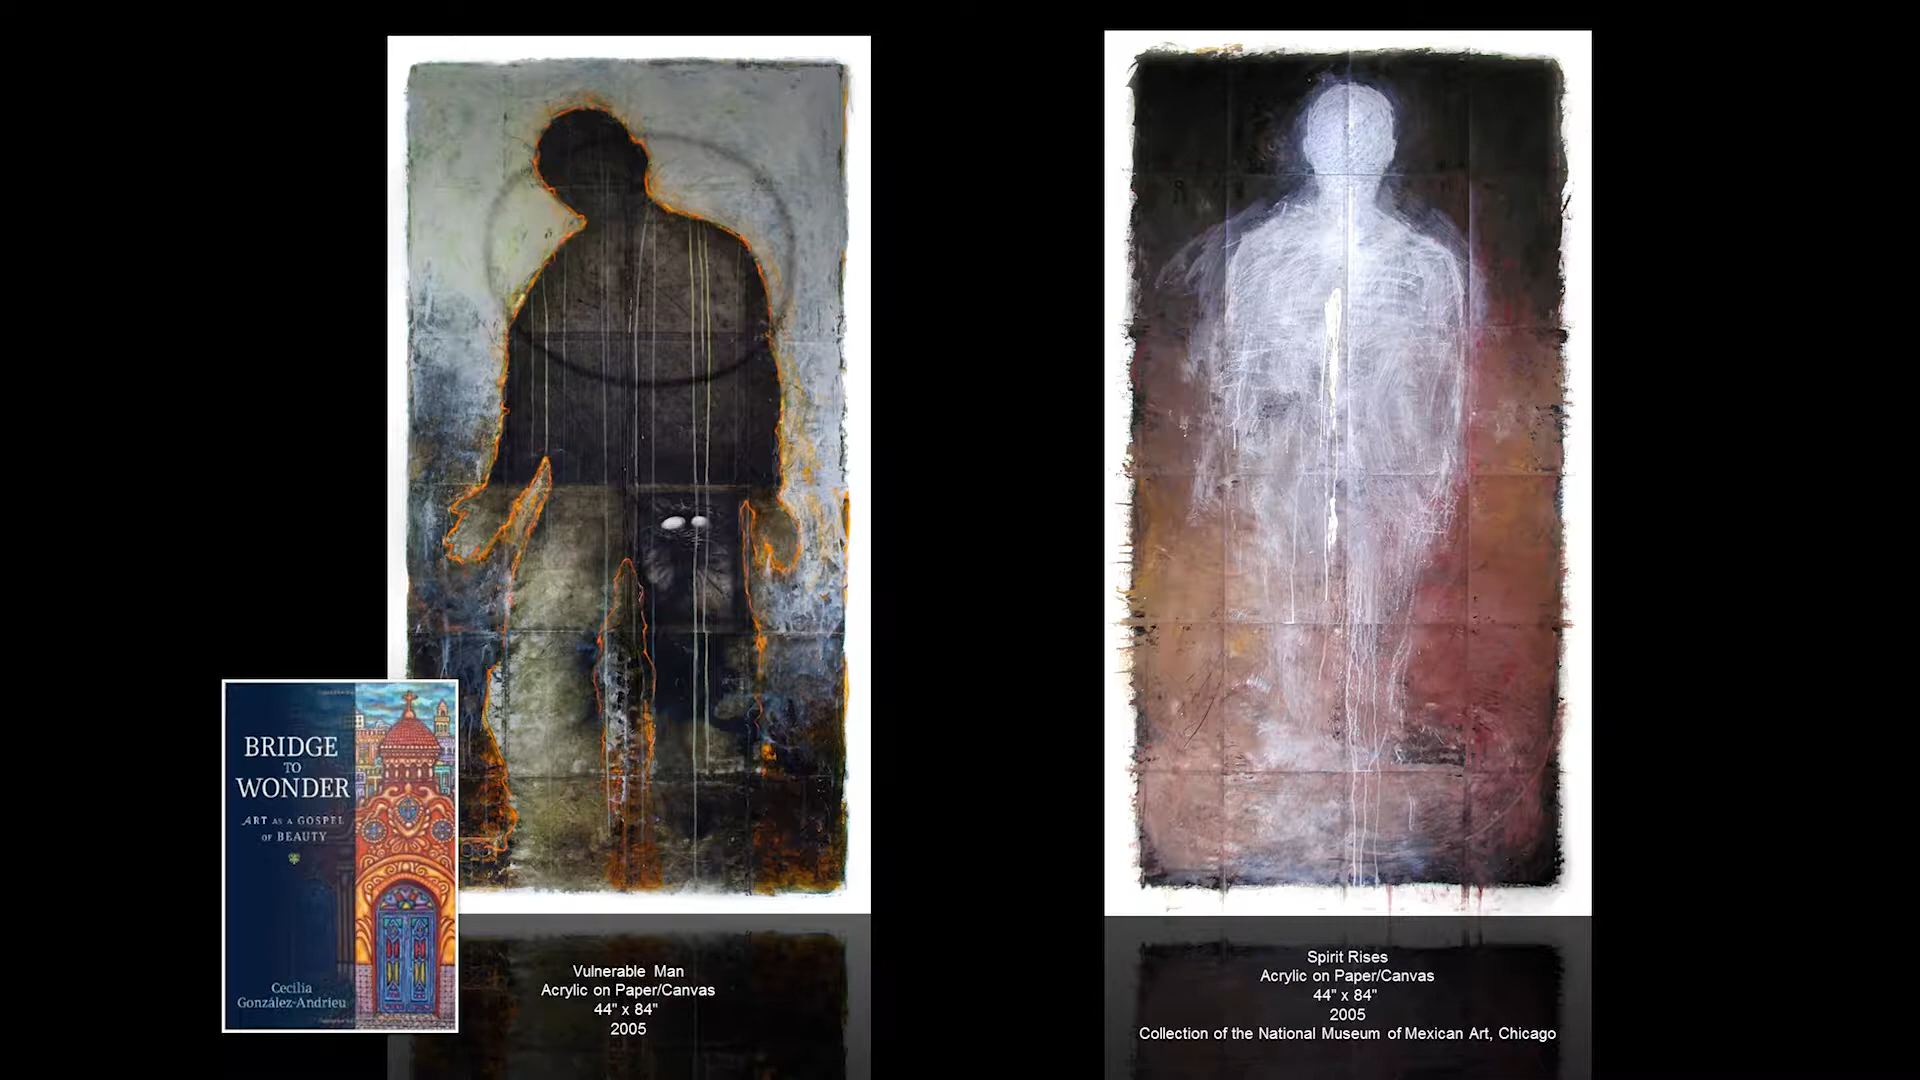 BRIDGE
TO
WONDER
ART AS A GOSPEL
OF BEAUTY
Cecilia
González-Andrieu
Vulnerable Man
Acrylic on Paper/Canvas
44" x 84"
2005
Spirit Rises
Acrylic on Paper/Canvas
44" x 84"
2005
Collection of the National Museum of Mexican Art, Chicago